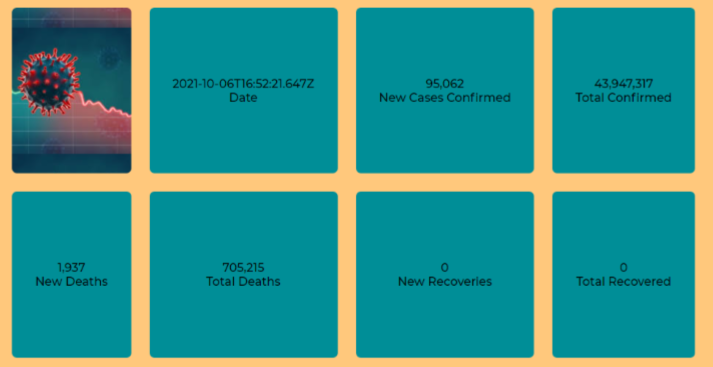 2021-10-06T16:52:21.647Z
Date
95,062
New Cases Confirmed
43,947,317
Total Confirmed
1,937
New Deaths
705,215
Total Deaths
0
New Recoveries
0
Total Recovered